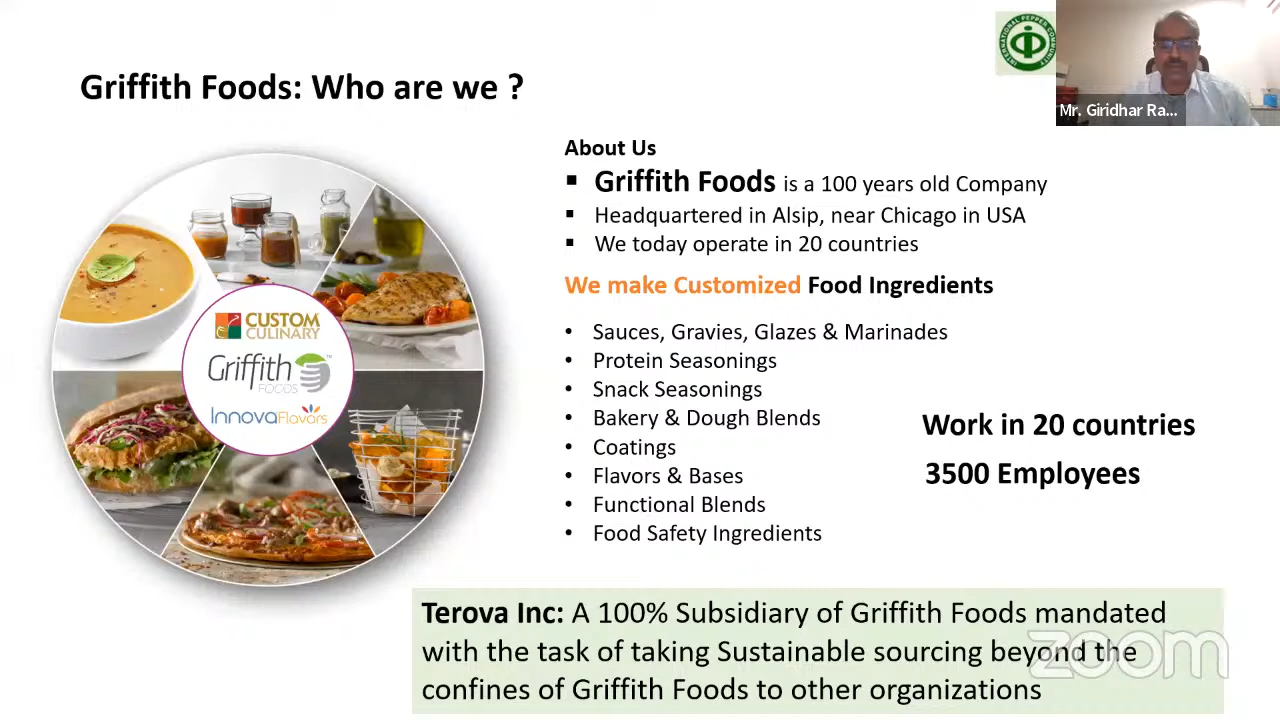 Griffith Foods: Who are we ?
INTERNATIONAL PEPPER COMMUNITY
Mr. Giridhar Ra...
CUSTOM
CULINARY
Griffith
FOODS
InnovaFlavors
About Us
▪ Griffith Foods is a 100 years old Company
▪ Headquartered in Alsip, near Chicago in USA
▪ We today operate in 20 countries
We make Customized Food Ingredients
• Sauces, Gravies, Glazes & Marinades
• Protein Seasonings
• Snack Seasonings
• Bakery & Dough Blends
• Coatings
• Flavors & Bases
• Functional Blends
• Food Safety Ingredients
Work in 20 countries
3500 Employees
Terova Inc: A 100% Subsidiary of Griffith Foods mandated
with the task of taking Sustainable sourcing beyond the
confines of Griffith Foods to other organizations
zoom